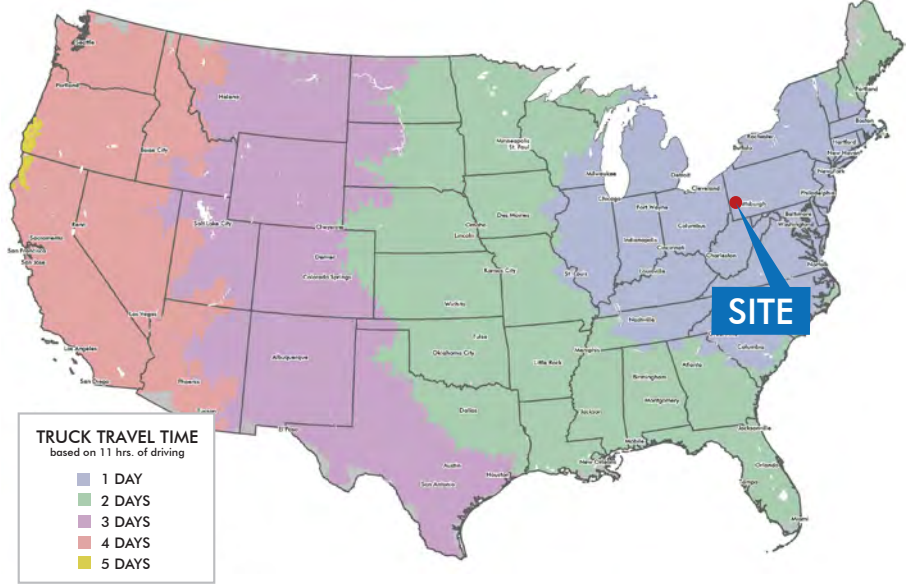 Seattle
Portland
Helena
Boise City
Minneapolis
St. Paul
Milwaukee
Detroit
Buffalo
Rochester
Portland
Boston
Hartford
New Haven
New York
Philadelphia
Cleveland
Chicago
Fort Wayne
Pittsburgh
Baltimore
Washington
Columbus
Indianapolis
Cincinnati
Charleston
Louisville
Des Moines
Omaha
Lincoln
Cheyenne
Salt Lake City
Reno
Sacramento
San Francisco
San Jose
Denver
Colorado Springs
Kansas City
St. Louis
Wichita
Nashville
SITE
Las Vegas
Los Angeles
San Diego
Phoenix
Tucson
Albuquerque
El Paso
Tulsa
Oklahoma City
Little Rock
Memphis
Columbia
Atlanta
Birmingham
Montgomery
Dallas
Jackson
Mobile
Jacksonville
New Orleans
Austin
Houston
San Antonio
Orlando
Tampa
Miami
TRUCK TRAVEL TIME
based on 11 hrs. of driving
1 DAY
2 DAYS
3 DAYS
4 DAYS
5 DAYS